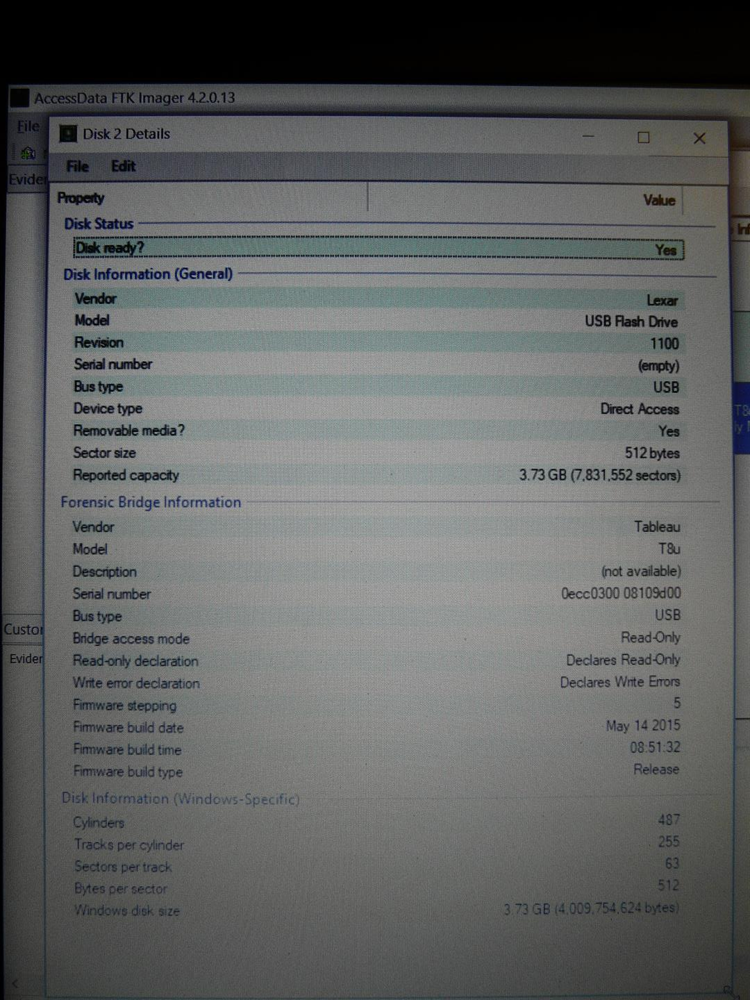 AccessData FTK Imager 4.2.0.13
File
Disk 2 Details
File Edit
Property Value
Disk Status
Disk ready? Yes
Disk Information (General)
Vendor Lexar
Model USB Flash Drive
Revision 1100
Serial number (empty)
Bus type USB
Device type Direct Access
Removable media? Yes
Sector size 512 bytes
Reported capacity 3.73 GB (7,831,552 sectors)
Forensic Bridge Information
Vendor Tableau
Model T8u
Description (not available)
Serial number 0ecc0300 08109d00
Bus type USB
Bridge access mode Read-Only
Read-only declaration Declares Read-Only
Write error declaration Declares Write Errors
Firmware stepping 5
Firmware build date May 14 2015
Firmware build time 08:51:32
Firmware build type Release
Disk Information (Windows-Specific)
Cylinders 487
Tracks per cylinder 255
Sectors per track 63
Bytes per sector 512
Windows disk size 3.73 GB (4,009,754,624 bytes)
Evider
Custor
Evider